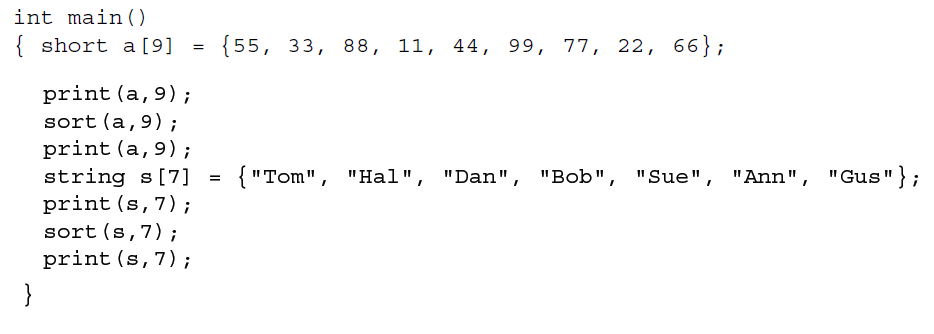 int main()
{ short a[9] = {55, 33, 88, 11, 44, 99, 77, 22, 66};
print(a,9);
sort(a,9);
print(a,9);
string s[7] = {"Tom", "Hal", "Dan", "Bob", "Sue", "Ann", "Gus"};
print(s,7);
sort(s,7);
print(s,7);
}